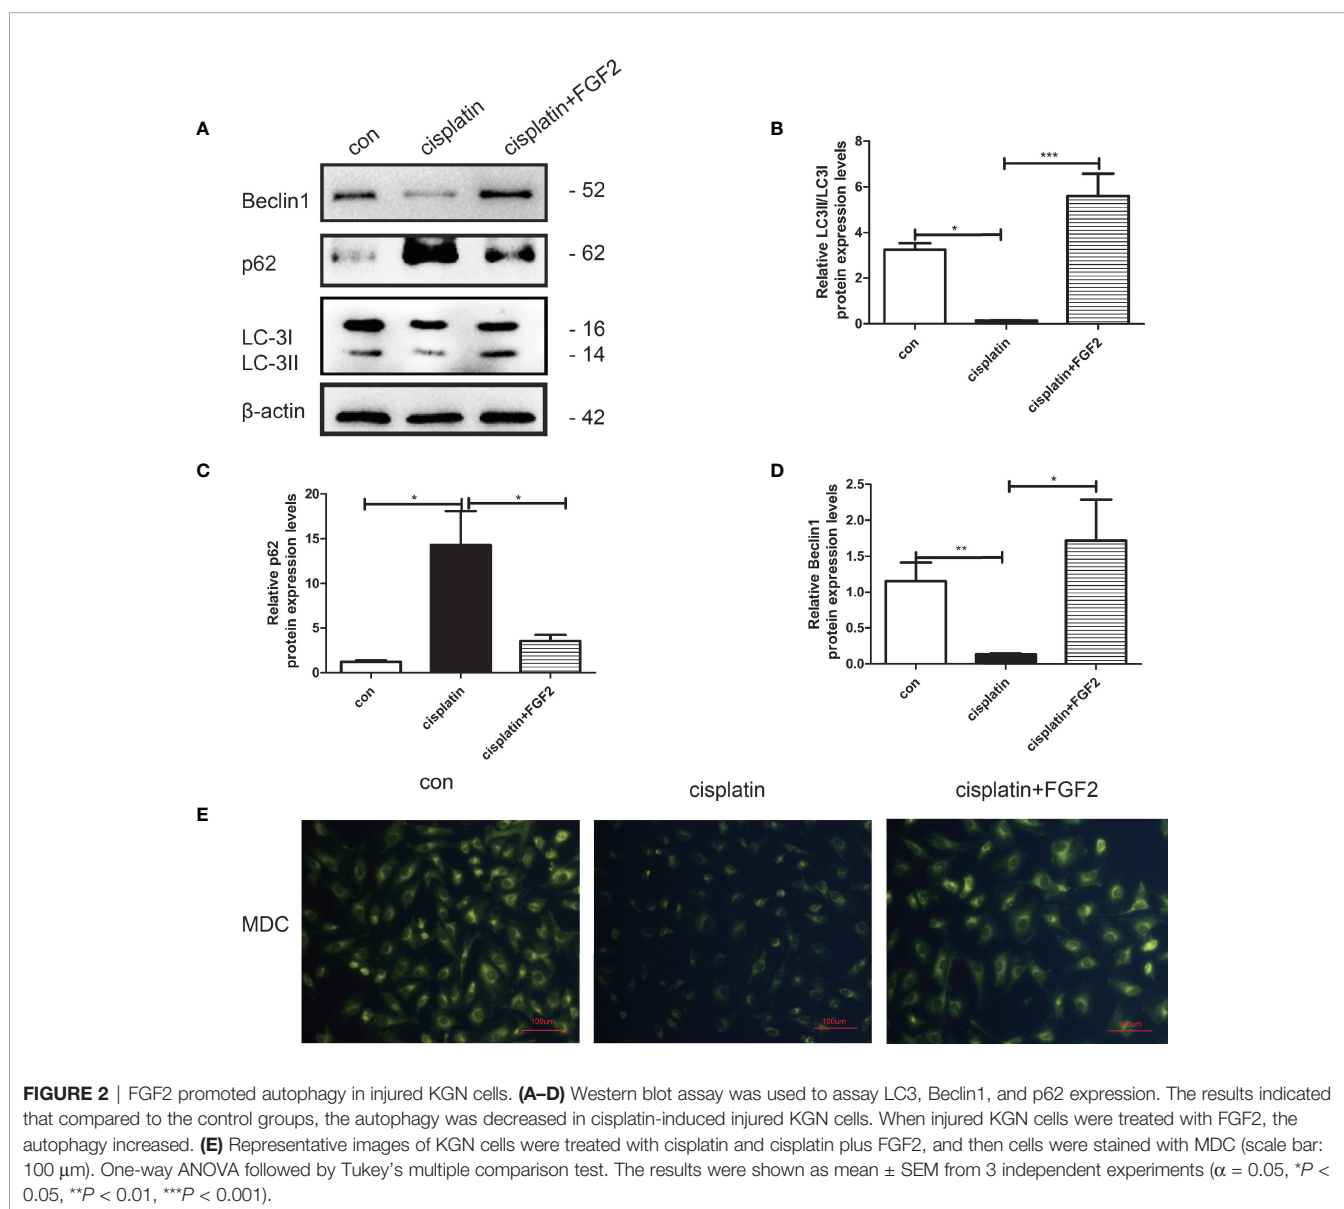 A
con
cisplatin
cisplatin+FGF2
Beclin1
- 52
p62
- 62
LC-3I
- 16
LC-3II
- 14
β-actin
- 42
B
Relative LC3II/LC3I
protein expression levels
8
6
4
2
0
*
***
con
cisplatin
cisplatin+FGF2
C
Relative p62
protein expression levels
20
15
10
5
0
*
*
con
cisplatin
cisplatin+FGF2
D
Relative Beclin1
protein expression levels
2.5
2.0
1.5
1.0
0.5
0.0
**
*
con
cisplatin
cisplatin+FGF2
E
con
cisplatin
cisplatin+FGF2
MDC
100um
100um
100um
FIGURE 2 | FGF2 promoted autophagy in injured KGN cells. (A–D) Western blot assay was used to assay LC3, Beclin1, and p62 expression. The results indicated
that compared to the control groups, the autophagy was decreased in cisplatin-induced injured KGN cells. When injured KGN cells were treated with FGF2, the
autophagy increased. (E) Representative images of KGN cells were treated with cisplatin and cisplatin plus FGF2, and then cells were stained with MDC (scale bar:
100 μm). One-way ANOVA followed by Tukey's multiple comparison test. The results were shown as mean ± SEM from 3 independent experiments (α = 0.05, *P <
0.05, **P < 0.01, ***P < 0.001).